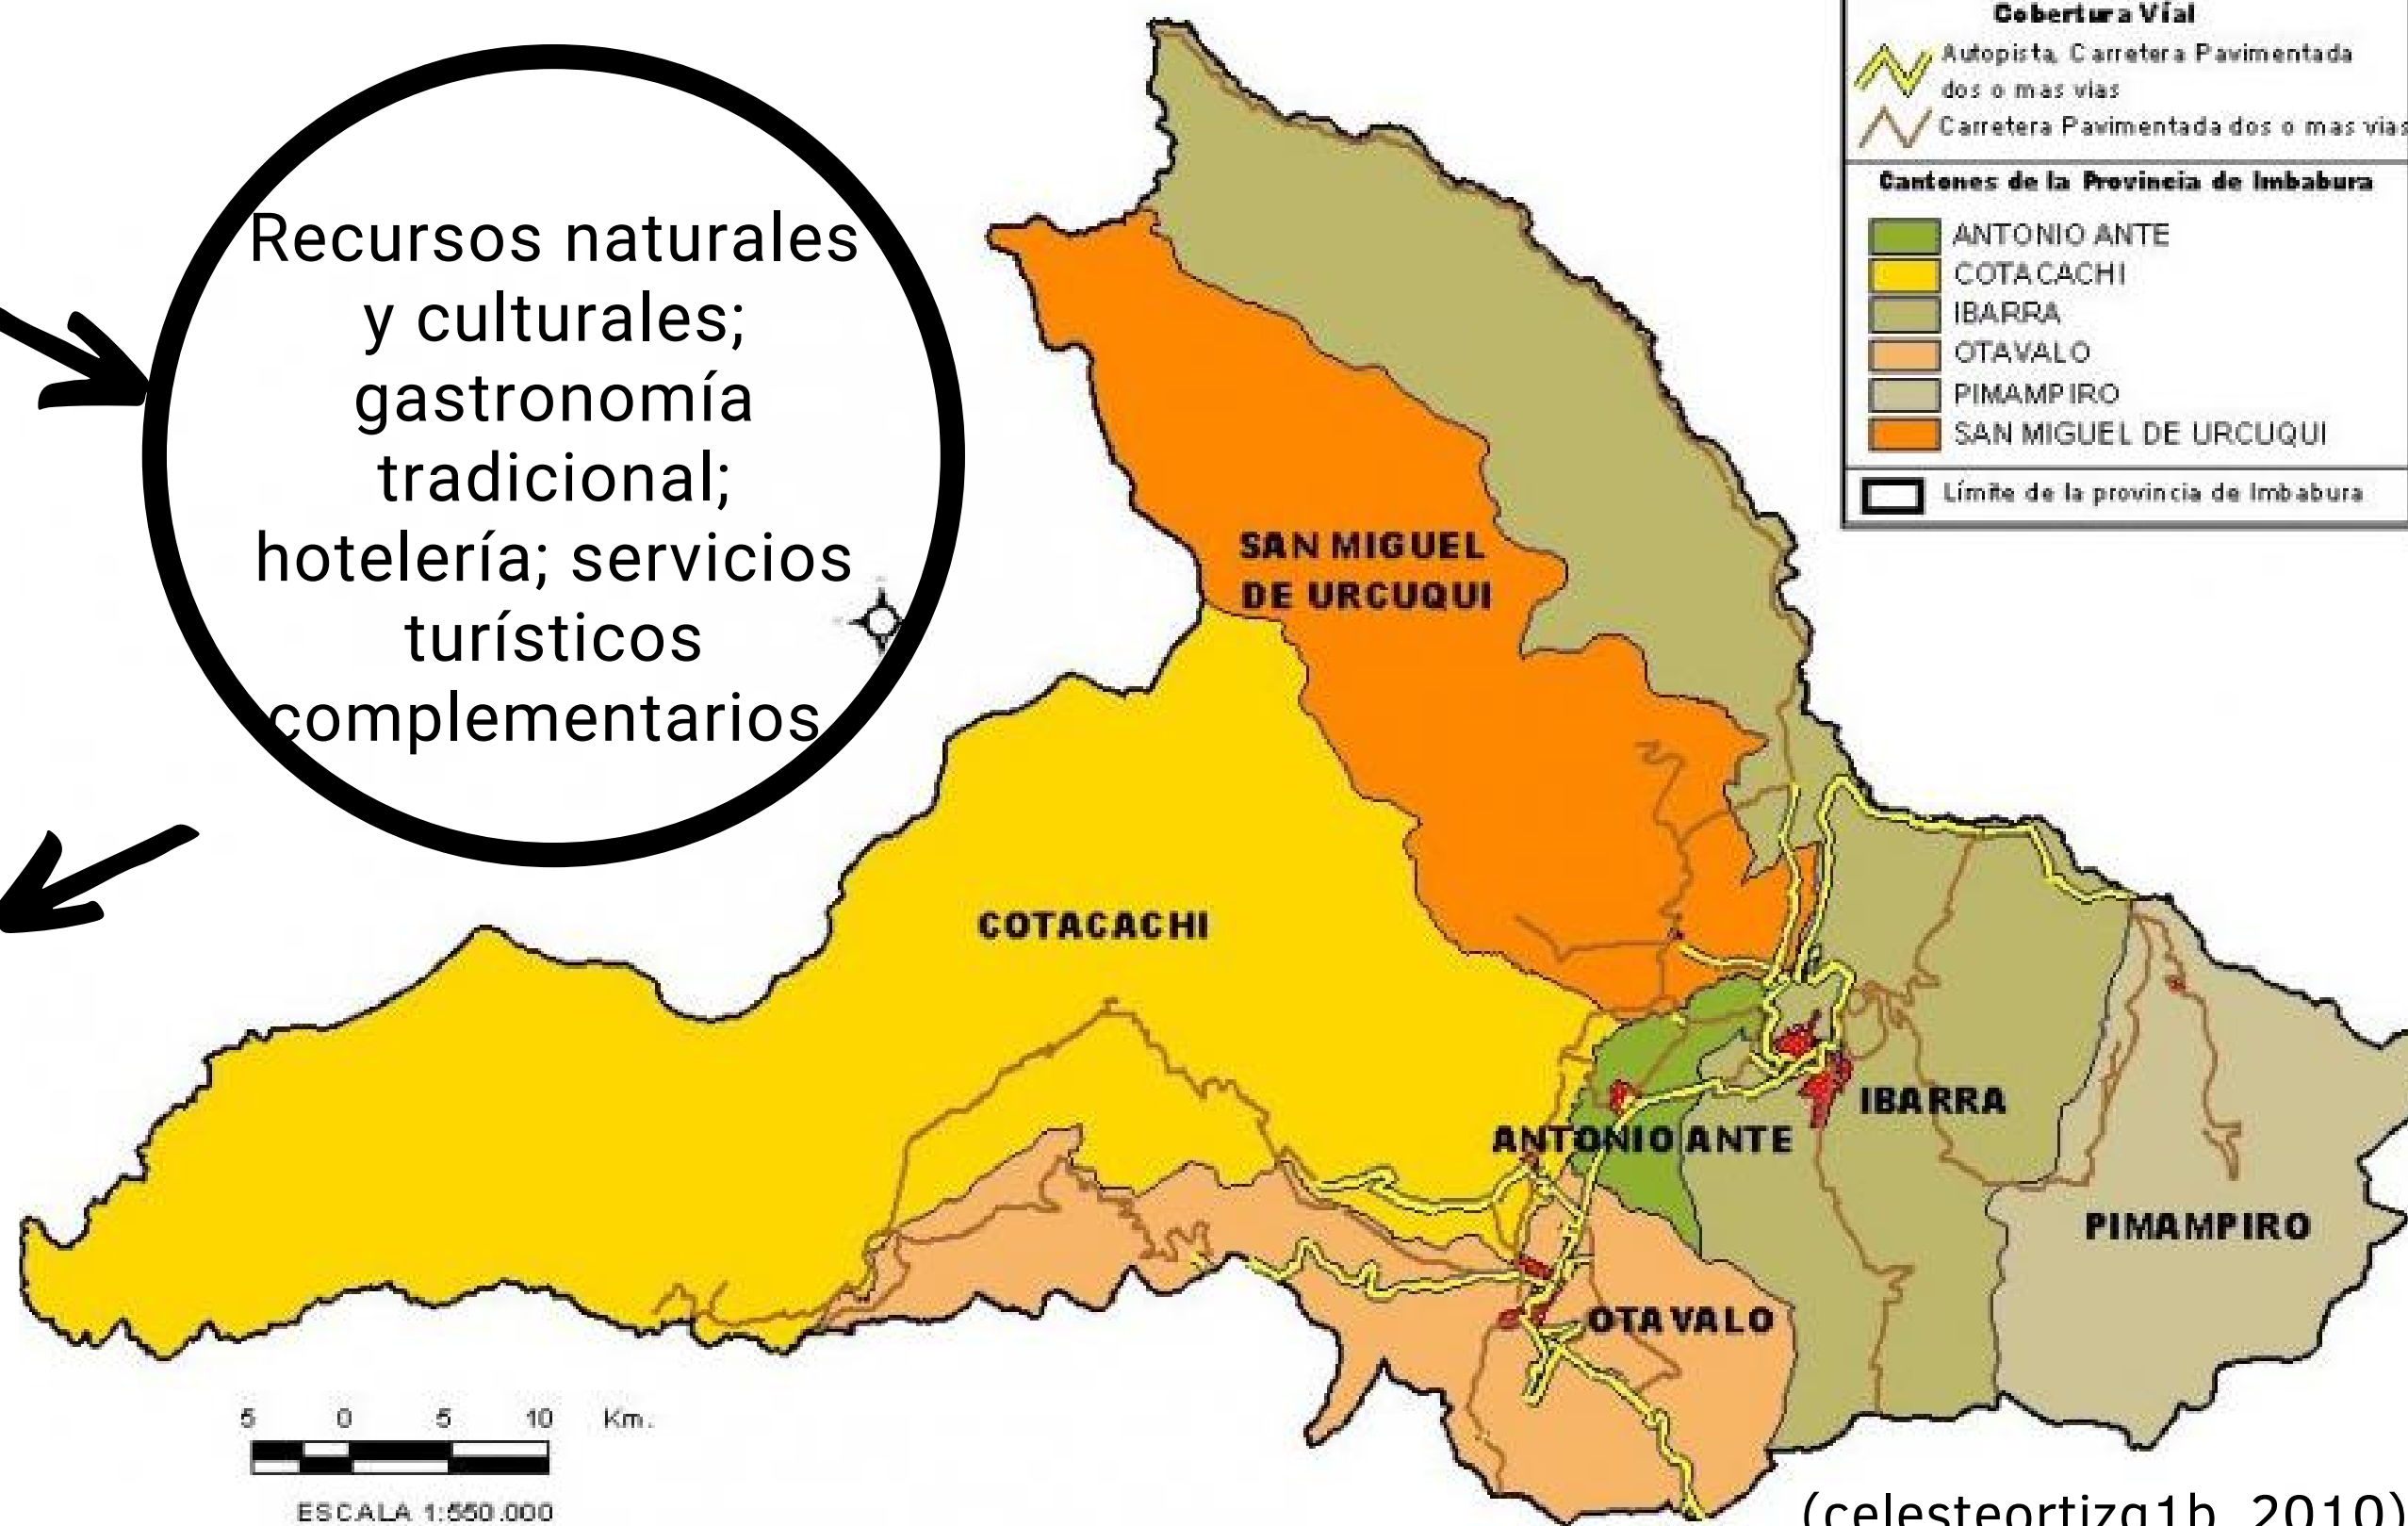 Recursos naturales
y culturales;
gastronomía
tradicional;
hotelería; servicios
turísticos
complementarios
Cobertura Víal
Autopista, Carretera Pavimentada
dos o mas vias
Carretera Pavimentada dos o mas vias
Cantones de la Provincia de Imbabura
ANTONIO ANTE
COTACACHI
IBARRA
OTAVALO
PIMAMPIRO
SAN MIGUEL DE URCUQUI
Límite de la provincia de Imbabura
SAN MIGUEL
DE URCUQUI
COTACACHI
IBARRA
ANTONIO ANTE
PIMAMPIRO
OTAVALO
5 0 5 10 Km.
ESCALA 1:550.000
(celesteortizq1b, 2010)